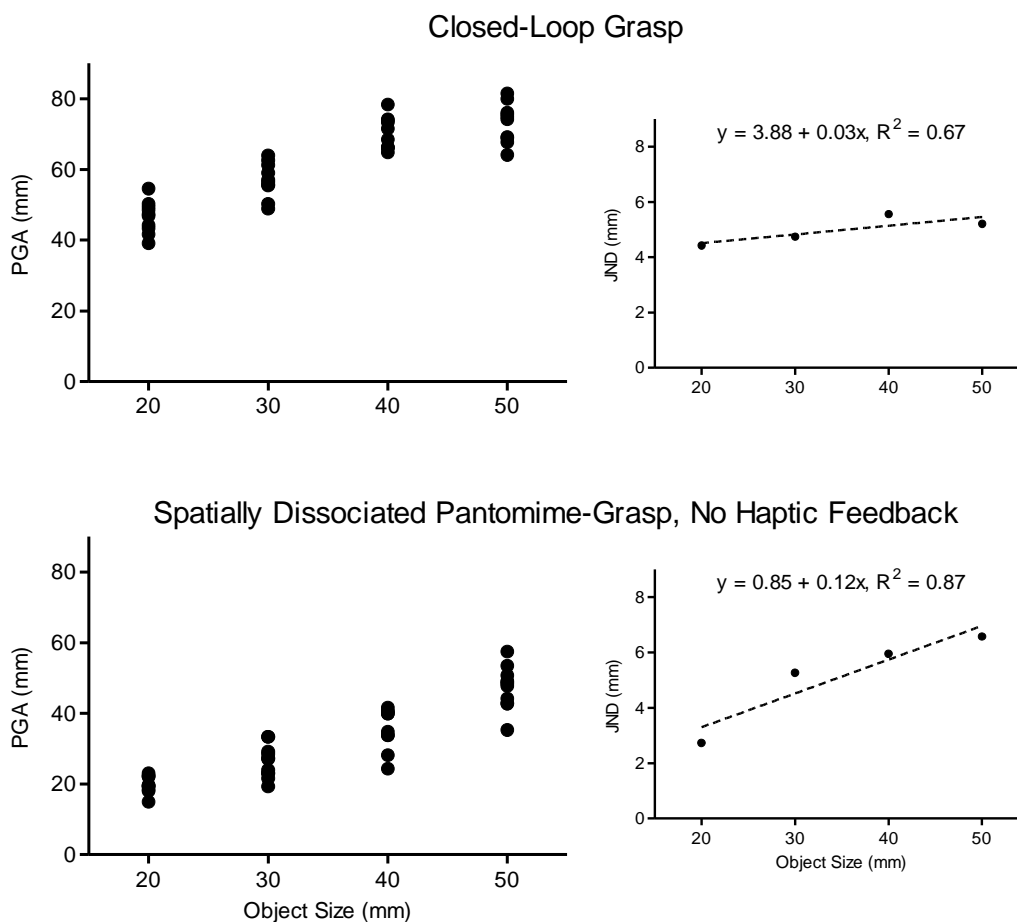 Closed-Loop Grasp
PGA (mm)
80
60
40
20
0
20 30 40 50
y = 3.88 + 0.03x, R² = 0.67
JND (mm)
8
6
4
2
0
20 30 40 50
Spatially Dissociated Pantomime-Grasp, No Haptic Feedback
PGA (mm)
80
60
40
20
0
20 30 40 50
Object Size (mm)
y = 0.85 + 0.12x, R² = 0.87
JND (mm)
8
6
4
2
0
20 30 40 50
Object Size (mm)